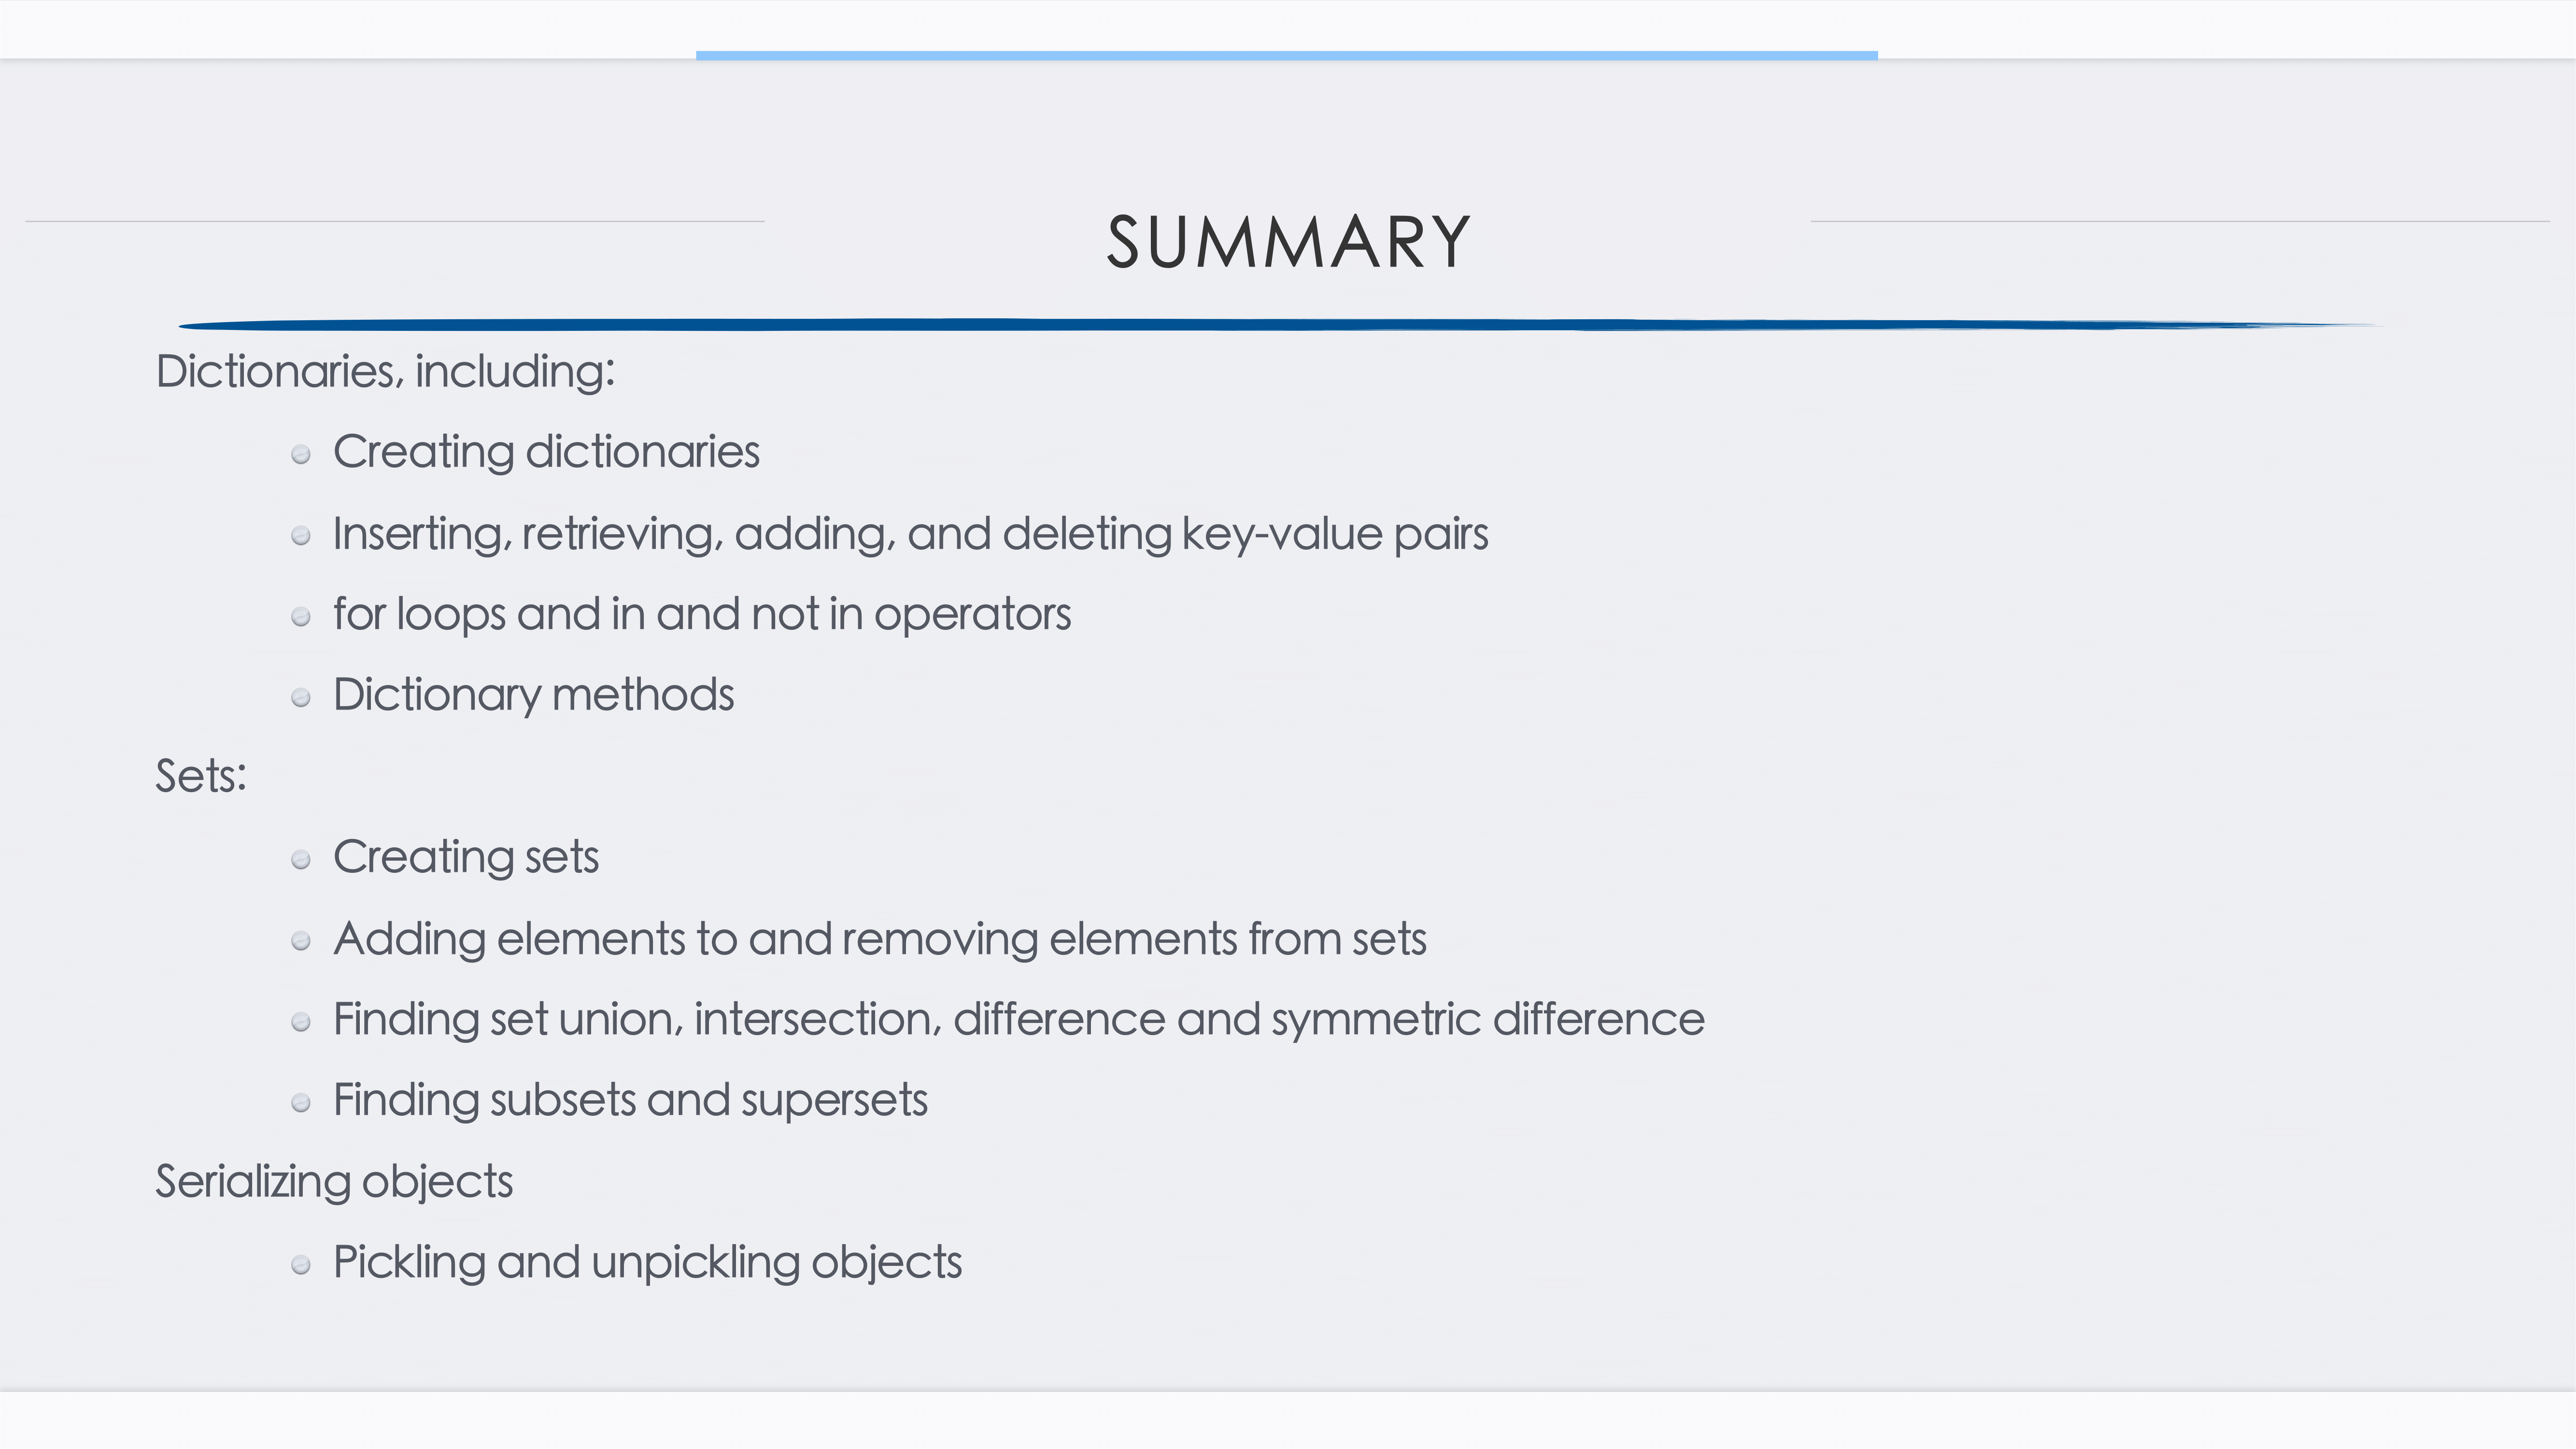 SUMMARY
Dictionaries, including:
Creating dictionaries
Inserting, retrieving, adding, and deleting key-value pairs
for loops and in and not in operators
Dictionary methods
Sets:
Creating sets
Adding elements to and removing elements from sets
Finding set union, intersection, difference and symmetric difference
Finding subsets and supersets
Serializing objects
Pickling and unpickling objects